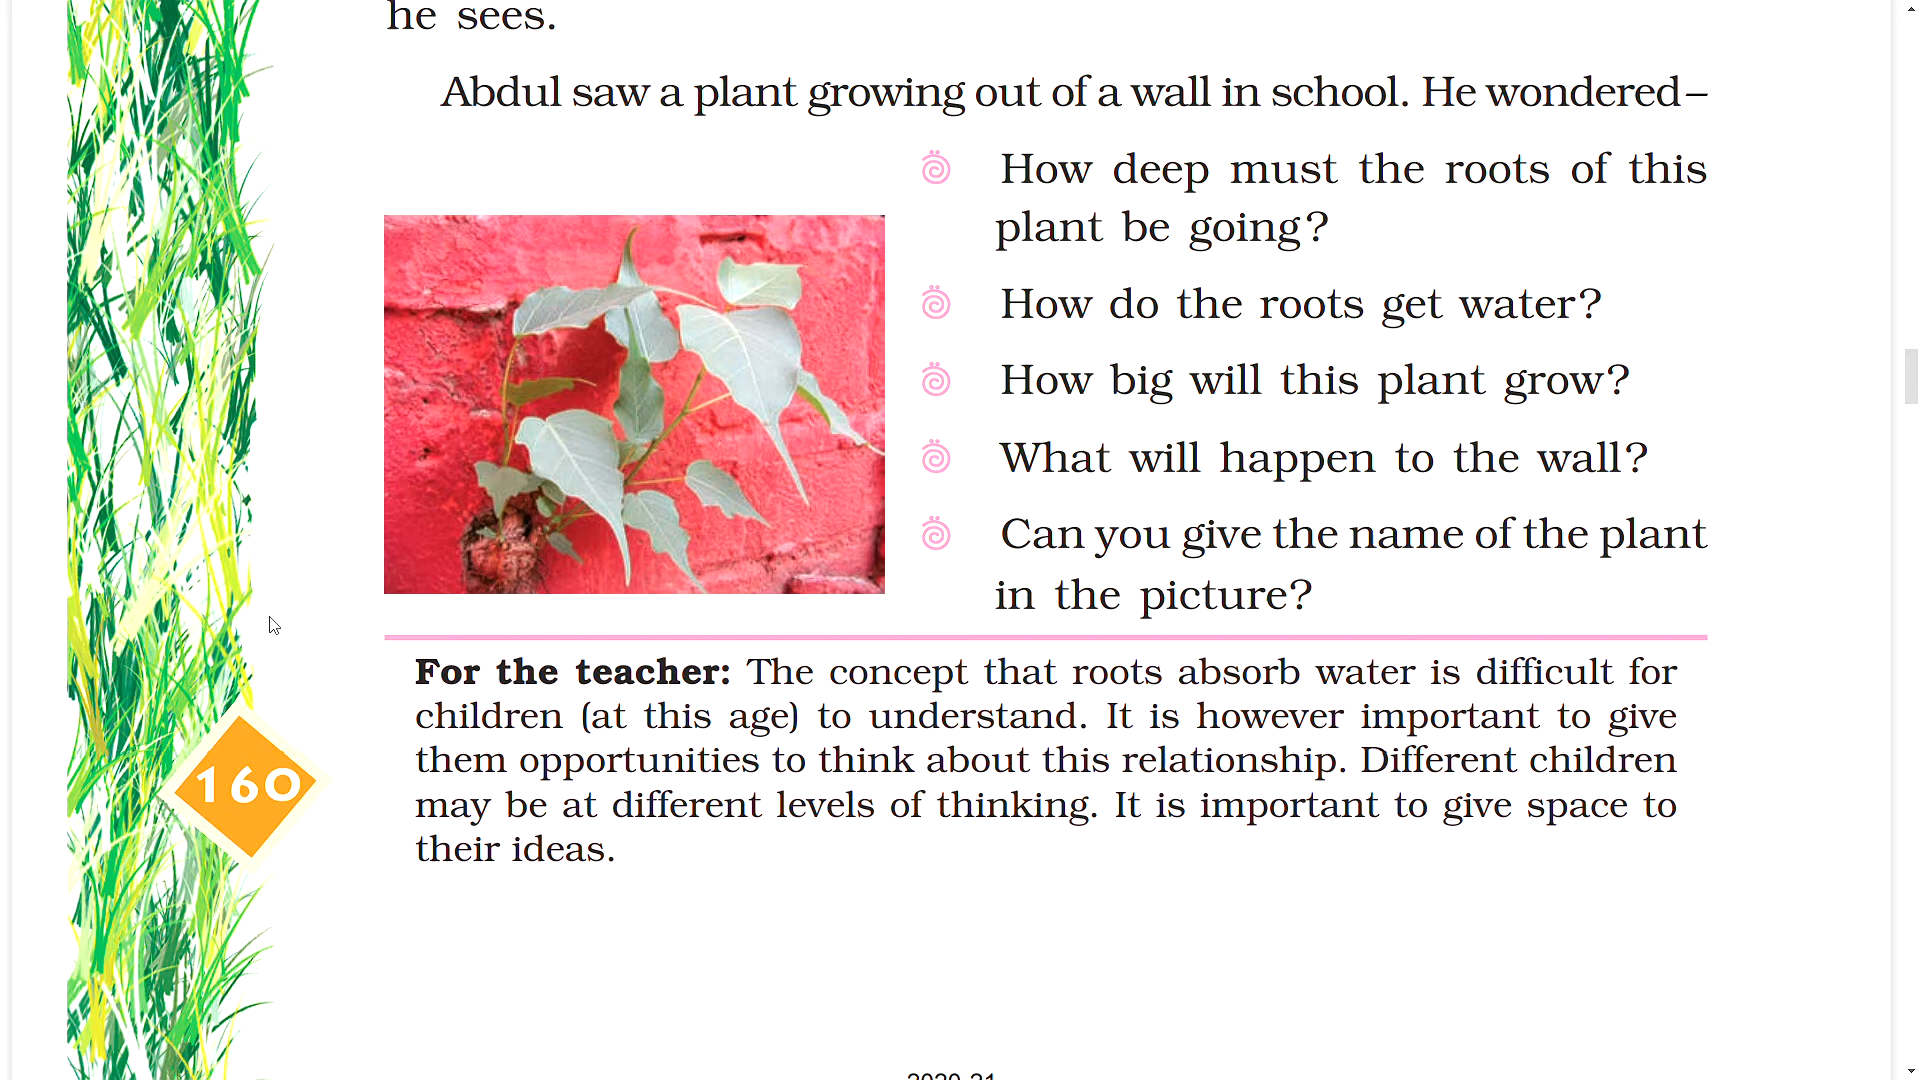 he sees.
Abdul saw a plant growing out of a wall in school. He wondered–
How deep must the roots of this
plant be going?
How do the roots get water?
How big will this plant grow?
What will happen to the wall?
Can you give the name of the plant
in the picture?
For the teacher: The concept that roots absorb water is difficult for
children (at this age) to understand. It is however important to give
them opportunities to think about this relationship. Different children
may be at different levels of thinking. It is important to give space to
their ideas.
160
2020-21